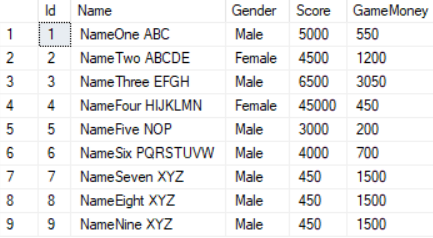 Id Name Gender Score GameMoney
1 1 NameOne ABC Male 5000 550
2 2 NameTwo ABCDE Female 4500 1200
3 3 NameThree EFGH Male 6500 3050
4 4 NameFour HIJKLMN Female 45000 450
5 5 NameFive NOP Male 3000 200
6 6 NameSix PQRSTUVW Male 4000 700
7 7 NameSeven XYZ Male 450 1500
8 8 NameEight XYZ Male 450 1500
9 9 NameNine XYZ Male 450 1500